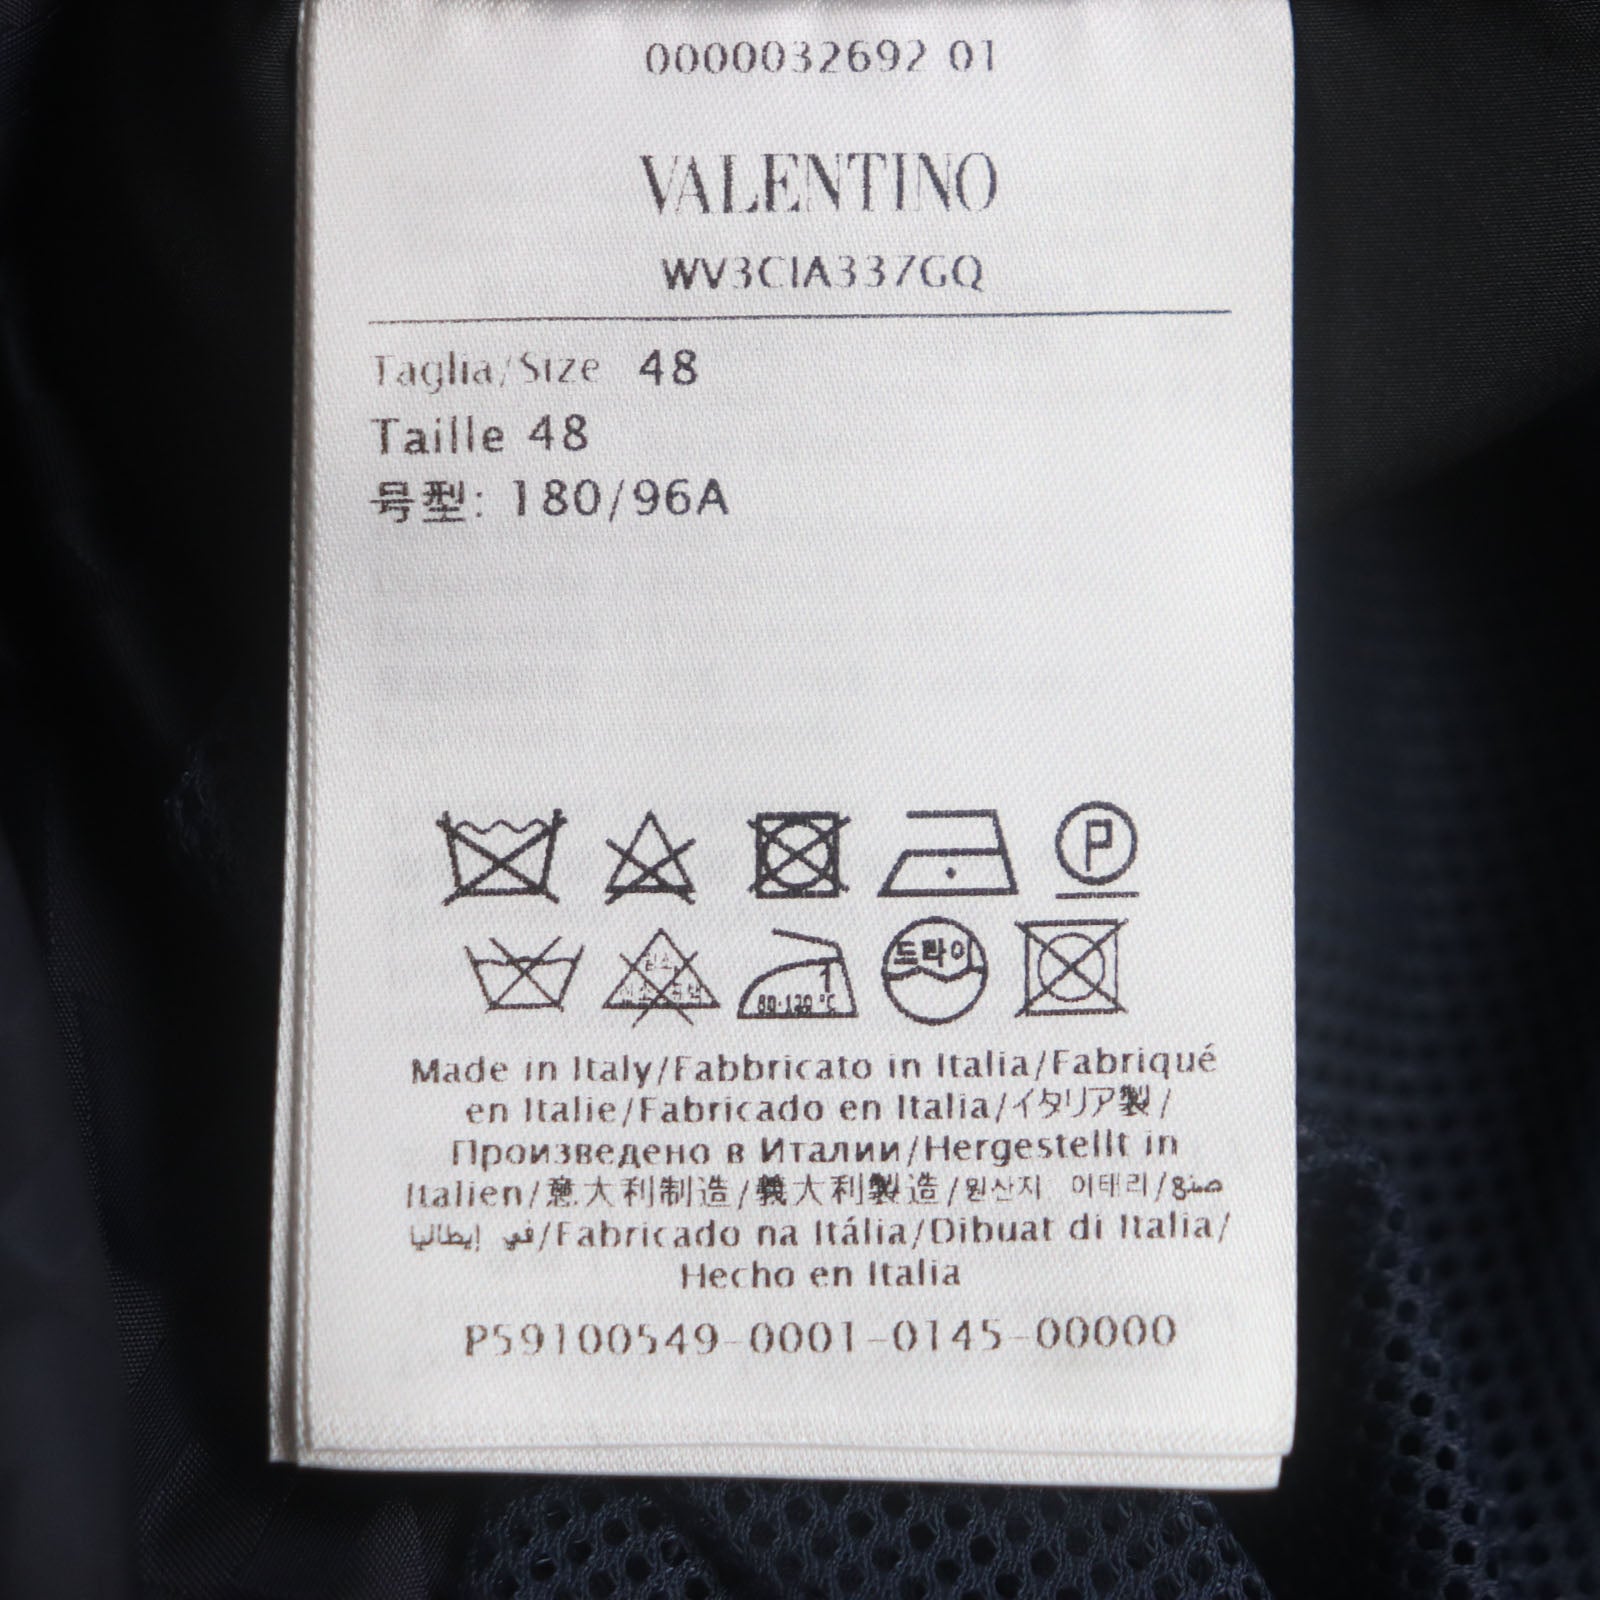 0000032692 01
VALENTINO
WV3CIA337GQ
Taglia/Size 48
Taille 48
号型: 180/96A
P
드라이
1
80-120 °C
Made in Italy/Fabbricato in Italia/Fabriqué
en Italie/Fabricado en Italia/イタリア製/
Произведено в Италии/Hergestellt in
Italien/意大利制造/義大利製造/원산지 이태리/صنع
في إيطاليا/Fabricado na Itália/Dibuat di Italia/
Hecho en Italia
P59100549-0001-0145-00000